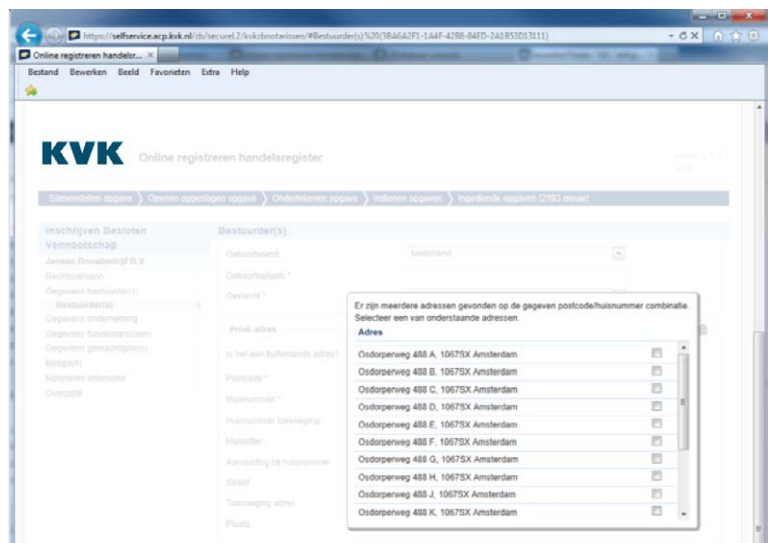 https://selfservice.acp.kvk.nl/zb/secureL2/kvkzbnotarissen/#Bestuurder(s)%20(3BA6A2F1-1A4F-42B8-84ED-2A1B53D13111)
Online registreren handelsr...
Bestand Bewerken Beeld Favorieten Extra Help
KVK Online registreren handelsregister
Samenstellen opgave Openen opgeslagen opgave Ondertekenen opgave Indienen opgaven Ingediende opgaven (2183 nieuw)
Inschrijven Besloten Vennootschap
Jansen Bouwbedrijf B.V.
Rechtspersoon
Gegevens bestuurder(s)
Bestuurder(s)
Gegevens onderneming
Gegevens functionaris(sen)
Gegevens gemachtigde(n)
Bijlage(n)
Referentie informatie
Overzicht
Bestuurder(s)
Geboorteland Nederland
Geboorteplaats *
Geslacht *
Privé-adres
Is het een buitenlands adres?
Postcode *
Huisnummer *
Huisnummer toevoeging
Huisletter
Aanduiding bij huisnummer
Straat
Toevoeging adres
Plaats
Er zijn meerdere adressen gevonden op de gegeven postcode/huisnummer combinatie.
Selecteer een van onderstaande adressen.
Adres
Osdorperweg 488 A, 1067SX Amsterdam
Osdorperweg 488 B, 1067SX Amsterdam
Osdorperweg 488 C, 1067SX Amsterdam
Osdorperweg 488 D, 1067SX Amsterdam
Osdorperweg 488 E, 1067SX Amsterdam
Osdorperweg 488 F, 1067SX Amsterdam
Osdorperweg 488 G, 1067SX Amsterdam
Osdorperweg 488 H, 1067SX Amsterdam
Osdorperweg 488 J, 1067SX Amsterdam
Osdorperweg 488 K, 1067SX Amsterdam